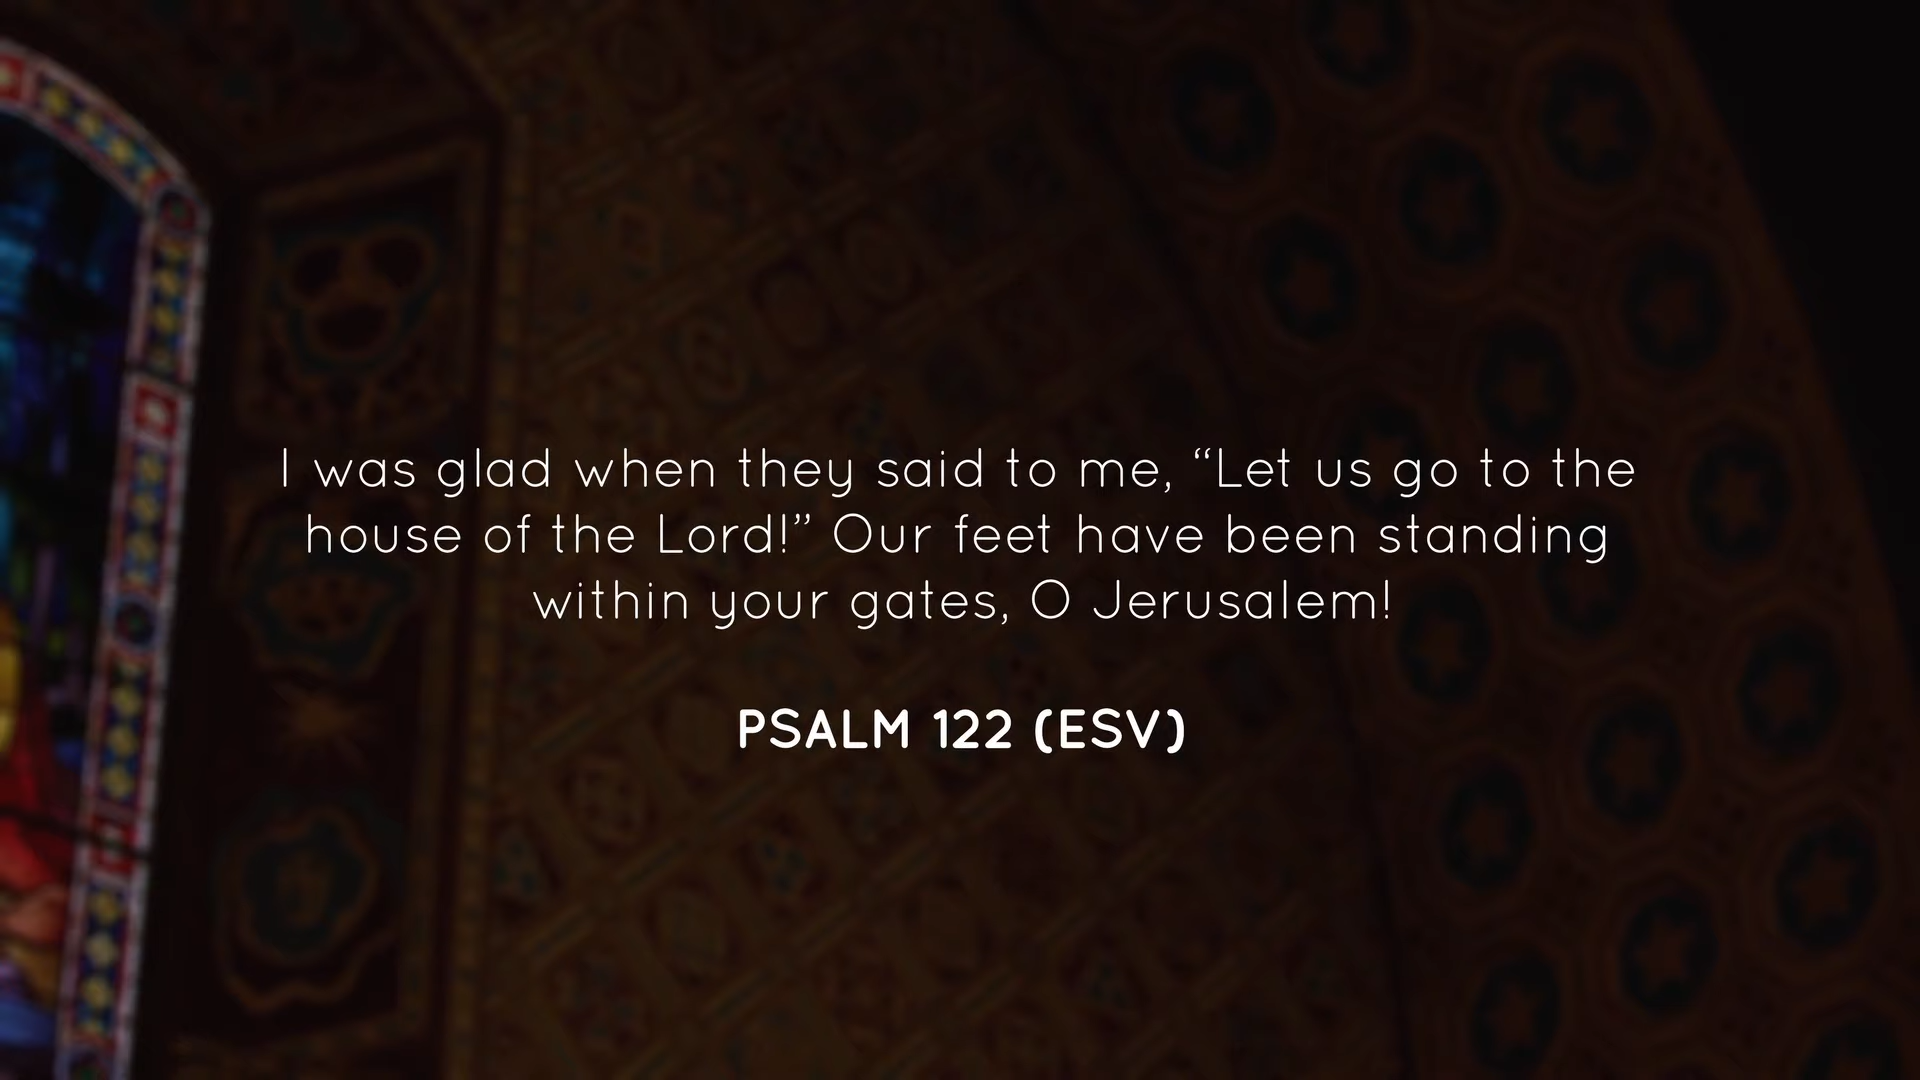 I was glad when they said to me, “Let us go to the
house of the Lord!” Our feet have been standing
within your gates, O Jerusalem!
PSALM 122 (ESV)